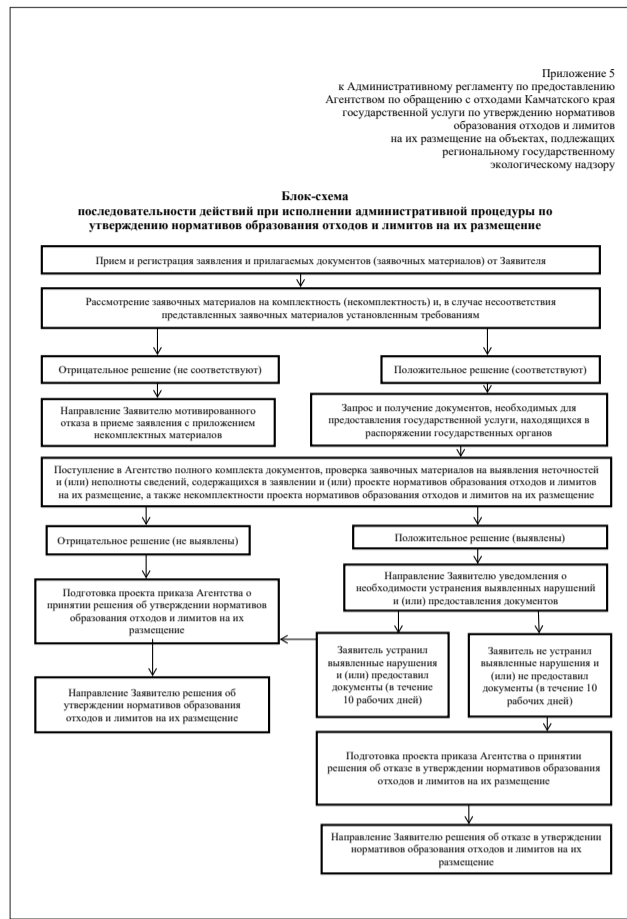 Приложение 5
к Административному регламенту по предоставлению
Агентством по обращению с отходами Камчатского края
государственной услуги по утверждению нормативов
образования отходов и лимитов
на их размещение на объектах, подлежащих
региональному государственному
экологическому надзору
Блок-схема
последовательности действий при исполнении административной процедуры по
утверждению нормативов образования отходов и лимитов на их размещение
Прием и регистрация заявления и прилагаемых документов (заявочных материалов) от Заявителя
Рассмотрение заявочных материалов на комплектность (некомплектность) и, в случае несоответствия
представленных заявочных материалов установленным требованиям
Отрицательное решение (не соответствуют)
Положительное решение (соответствуют)
Направление Заявителю мотивированного
отказа в приеме заявления с приложением
некомплектных материалов
Запрос и получение документов, необходимых для
предоставления государственной услуги, находящихся в
распоряжении государственных органов
Поступление в Агентство полного комплекта документов, проверка заявочных материалов на выявления неточностей
и (или) неполноты сведений, содержащихся в заявлении и (или) проекте нормативов образования отходов и лимитов
на их размещение, а также некомплектности проекта нормативов образования отходов и лимитов на их размещение
Отрицательное решение (не выявлены)
Положительное решение (выявлены)
Подготовка проекта приказа Агентства о
принятии решения об утверждении нормативов
образования отходов и лимитов на их
размещение
Направление Заявителю уведомления о
необходимости устранения выявленных нарушений
и (или) предоставления документов
Заявитель устранил
выявленные нарушения
и (или) предоставил
документы (в течение
10 рабочих дней)
Заявитель не устранил
выявленные нарушения и
(или) не предоставил
документы (в течение 10
рабочих дней)
Направление Заявителю решения об
утверждении нормативов образования
отходов и лимитов на их размещение
Подготовка проекта приказа Агентства о принятии
решения об отказе в утверждении нормативов образования
отходов и лимитов на их размещение
Направление Заявителю решения об отказе в утверждении
нормативов образования отходов и лимитов на их
размещение